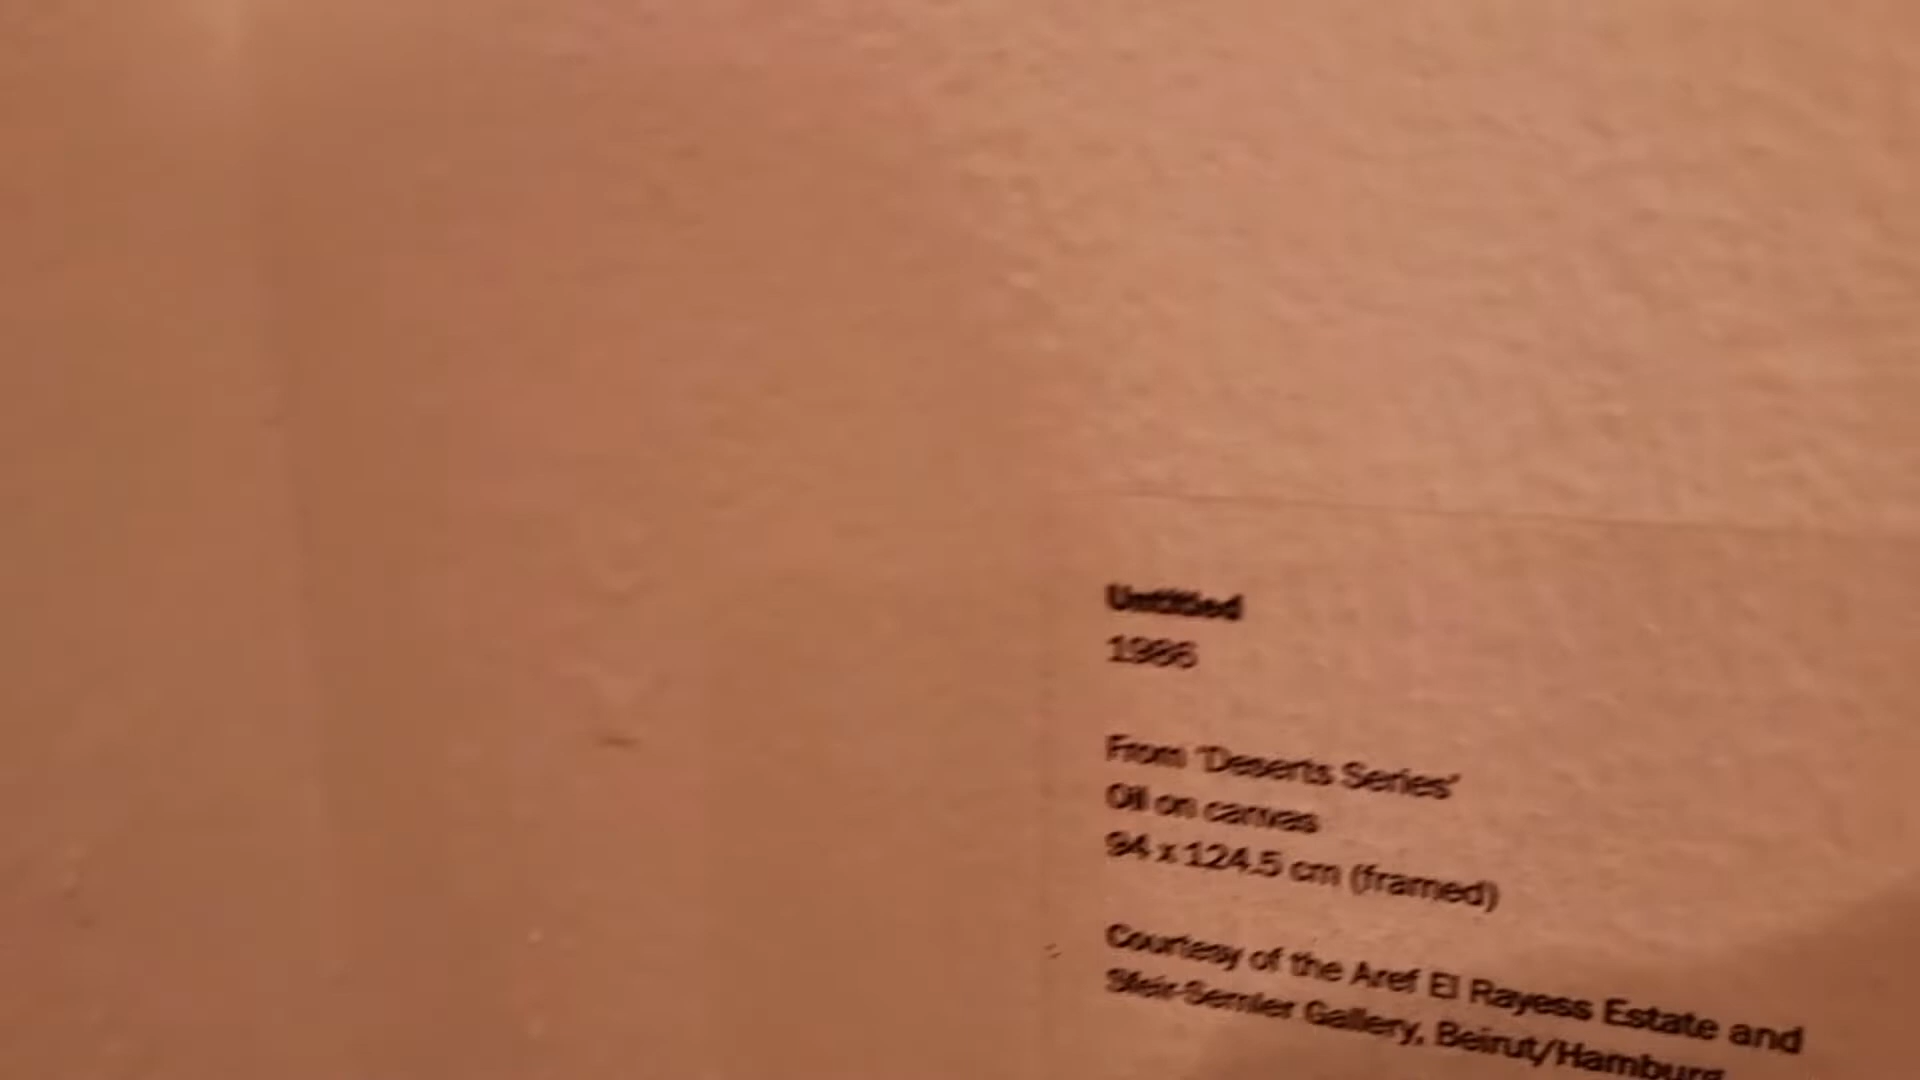 Untitled
1986
From 'Deserts Series'
Oil on canvas
94 x 124.5 cm (framed)
Courtesy of the Aref El Rayess Estate and
Sfeir-Semler Gallery, Beirut/Hamburg